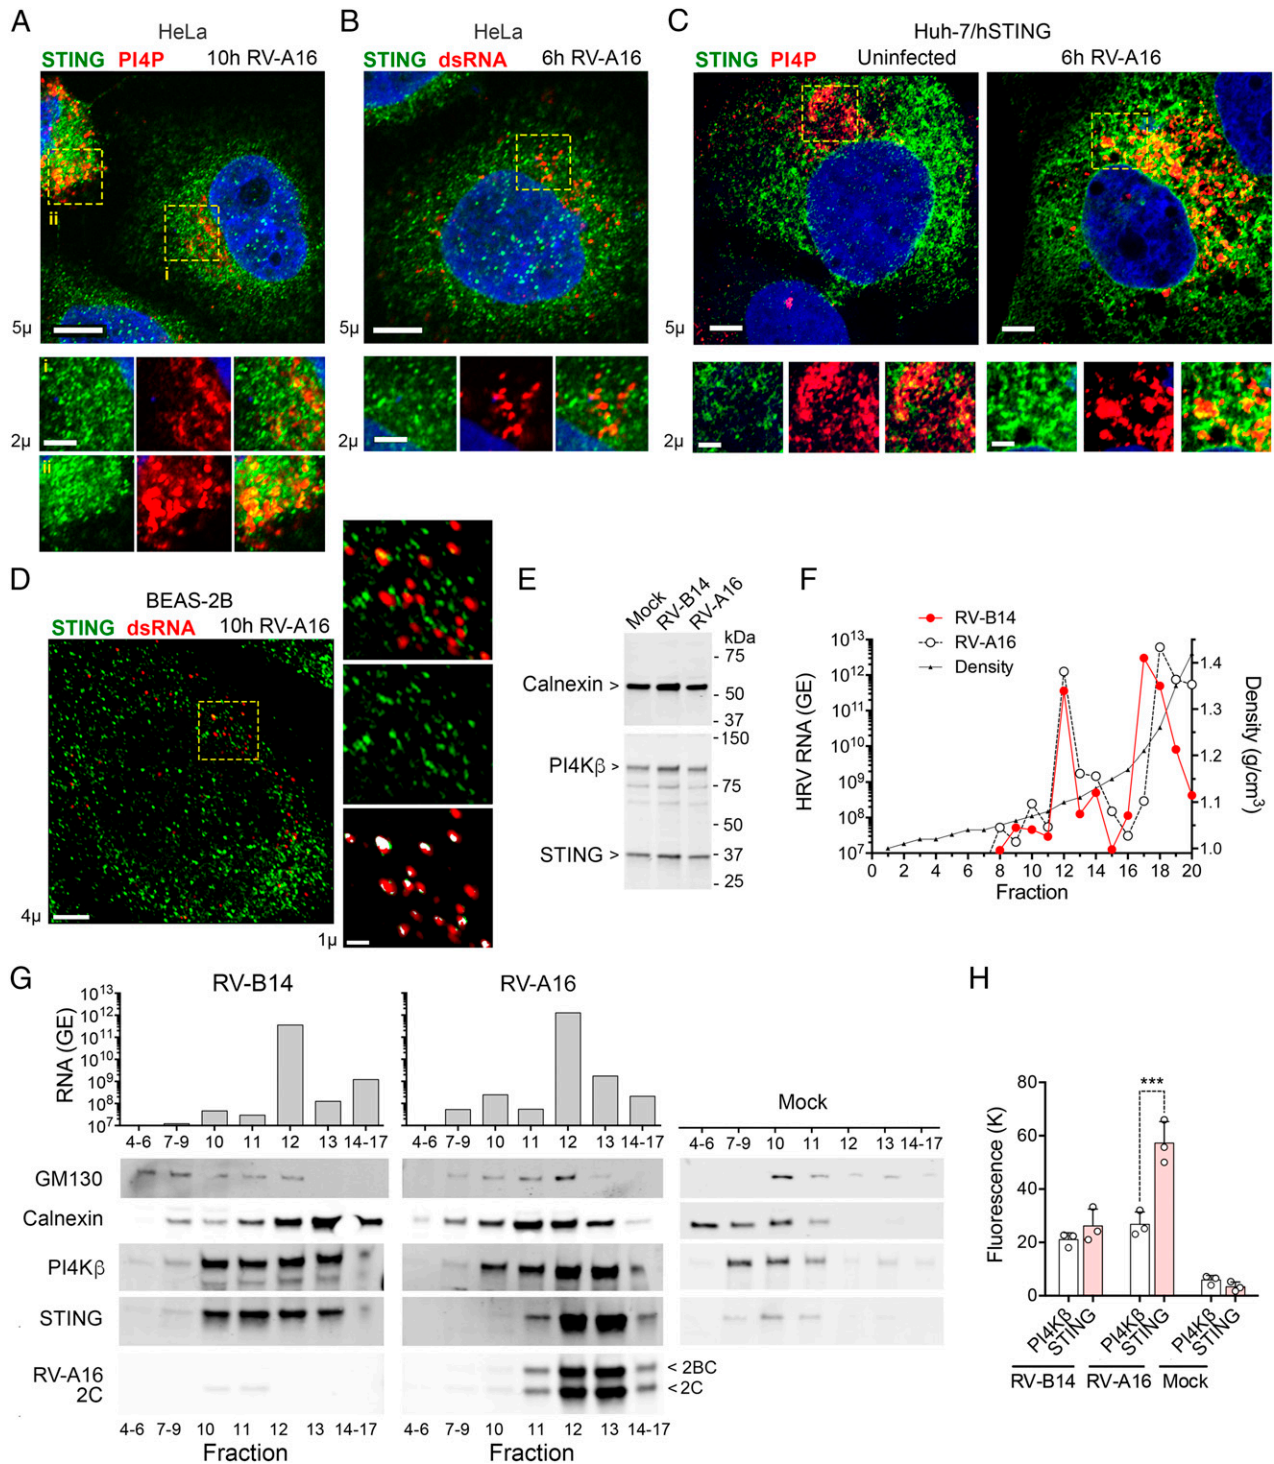 A
HeLa
STING PI4P 10h RV-A16
ii
i
5μ
i
2μ
ii
B
HeLa
STING dsRNA 6h RV-A16
5μ
2μ
C
Huh-7/hSTING
STING PI4P Uninfected 6h RV-A16
5μ
2μ
D
BEAS-2B
STING dsRNA 10h RV-A16
4μ
1μ
E
Mock RV-B14 RV-A16
kDa
Calnexin >
- 75
- 50
- 37
PI4Kβ >
STING >
- 150
- 75
- 50
- 37
- 25
F
RV-B14
RV-A16
Density
HRV RNA (GE)
10^13
10^12
10^11
10^10
10^9
10^8
10^7
Density (g/cm³)
1.4
1.3
1.2
1.1
1.0
0 2 4 6 8 10 12 14 16 18 20
Fraction
G
RV-B14
RNA (GE)
10^13
10^12
10^11
10^10
10^9
10^8
10^7
4-6 7-9 10 11 12 13 14-17
RV-A16
4-6 7-9 10 11 12 13 14-17
Mock
4-6 7-9 10 11 12 13 14-17
GM130
Calnexin
PI4Kβ
STING
RV-A16
2C
< 2BC
< 2C
4-6 7-9 10 11 12 13 14-17
Fraction
4-6 7-9 10 11 12 13 14-17
Fraction
H
Fluorescence (K)
80
60
40
20
0
***
PI4Kβ STING PI4Kβ STING PI4Kβ STING
RV-B14 RV-A16 Mock